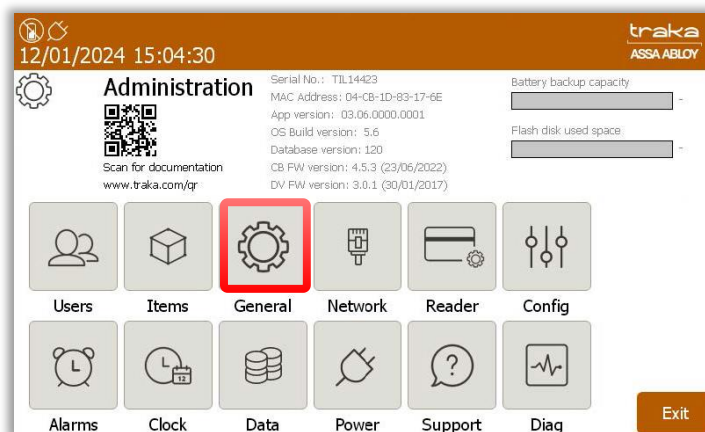 12/01/2024 15:04:30
traka
ASSA ABLOY
Administration
Scan for documentation
www.traka.com/qr
Serial No.: TIL14423
MAC Address: 04-CB-1D-83-17-6E
App version: 03.06.0000.0001
OS Build version: 5.6
Database version: 120
CB FW version: 4.5.3 (23/06/2022)
DV FW version: 3.0.1 (30/01/2017)
Battery backup capacity
-
Flash disk used space
-
Users Items General Network Reader Config
12
Alarms Clock Data Power Support Diag
Exit